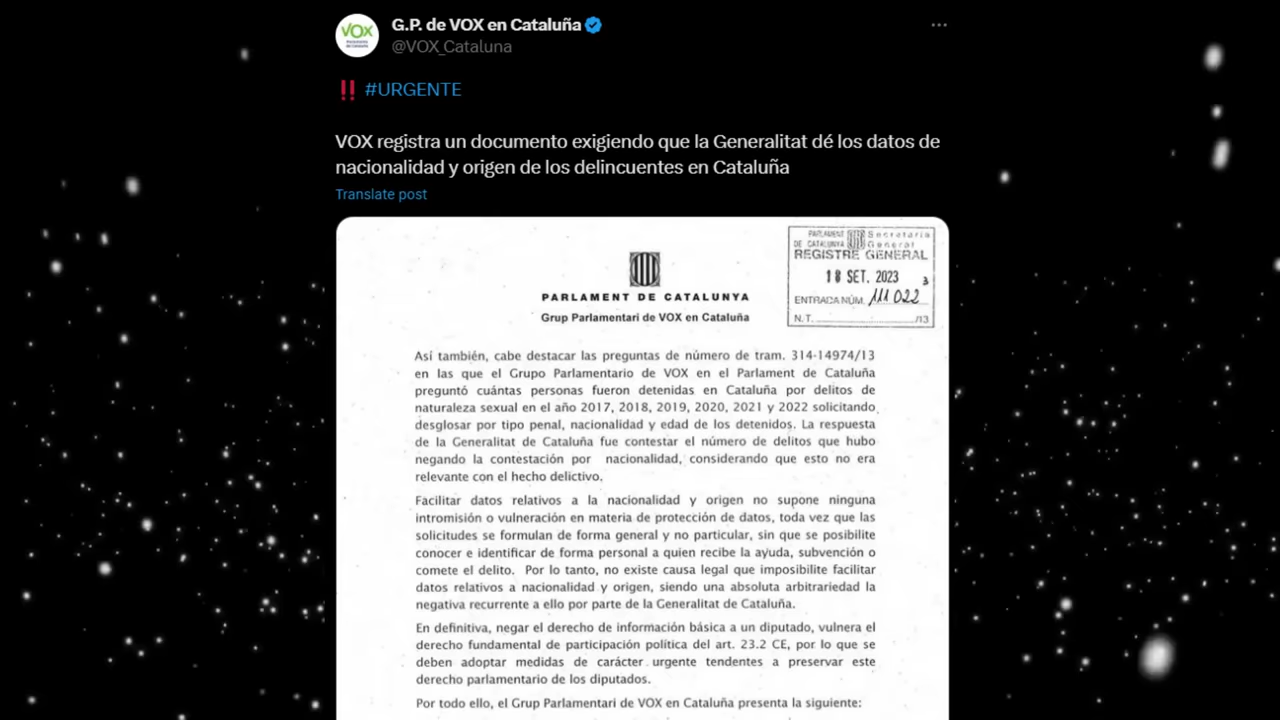 VOX
G.P. de VOX en Cataluña
@VOX_Cataluna
‼ #URGENTE
VOX registra un documento exigiendo que la Generalitat dé los datos de
nacionalidad y origen de los delincuentes en Cataluña
Translate post
PARLAMENT DE CATALUNYA
Secretaria General
REGISTRE GENERAL
18 SET. 2023 3
ENTRADA NÚM. 111 022
N.T. /13
PARLAMENT DE CATALUNYA
Grup Parlamentari de VOX en Cataluña
Así también, cabe destacar las preguntas de número de tram. 314-14974/13
en las que el Grupo Parlamentario de VOX en el Parlament de Cataluña
preguntó cuántas personas fueron detenidas en Cataluña por delitos de
naturaleza sexual en el año 2017, 2018, 2019, 2020, 2021 y 2022 solicitando
desglosar por tipo penal, nacionalidad y edad de los detenidos. La respuesta
de la Generalitat de Cataluña fue contestar el número de delitos que hubo
negando la contestación por nacionalidad, considerando que esto no era
relevante con el hecho delictivo.
Facilitar datos relativos a la nacionalidad y origen no supone ninguna
intromisión o vulneración en materia de protección de datos, toda vez que las
solicitudes se formulan de forma general y no particular, sin que se posibilite
conocer e identificar de forma personal a quien recibe la ayuda, subvención o
comete el delito. Por lo tanto, no existe causa legal que imposibilite facilitar
datos relativos a nacionalidad y origen, siendo una absoluta arbitrariedad la
negativa recurrente a ello por parte de la Generalitat de Cataluña.
En definitiva, negar el derecho de información básica a un diputado, vulnera el
derecho fundamental de participación política del art. 23.2 CE, por lo que se
deben adoptar medidas de carácter urgente tendentes a preservar este
derecho parlamentario de los diputados.
Por todo ello, el Grup Parlamentari de VOX en Cataluña presenta la siguiente: